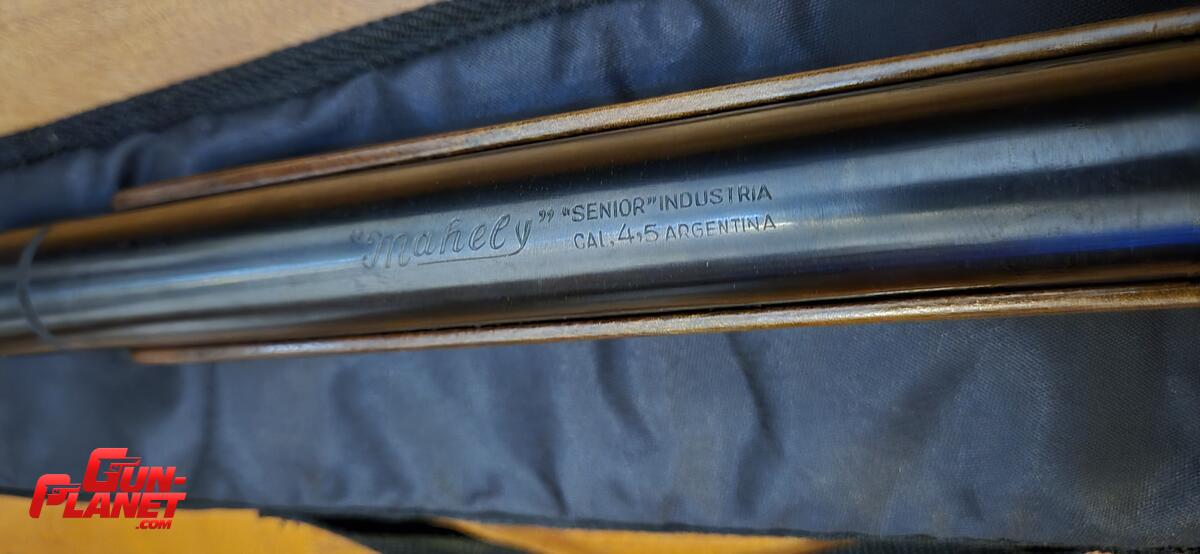 "Mahely" "SENIOR" INDUSTRIA
CAL. 4,5 ARGENTINA
GUN-
PLANET
.COM